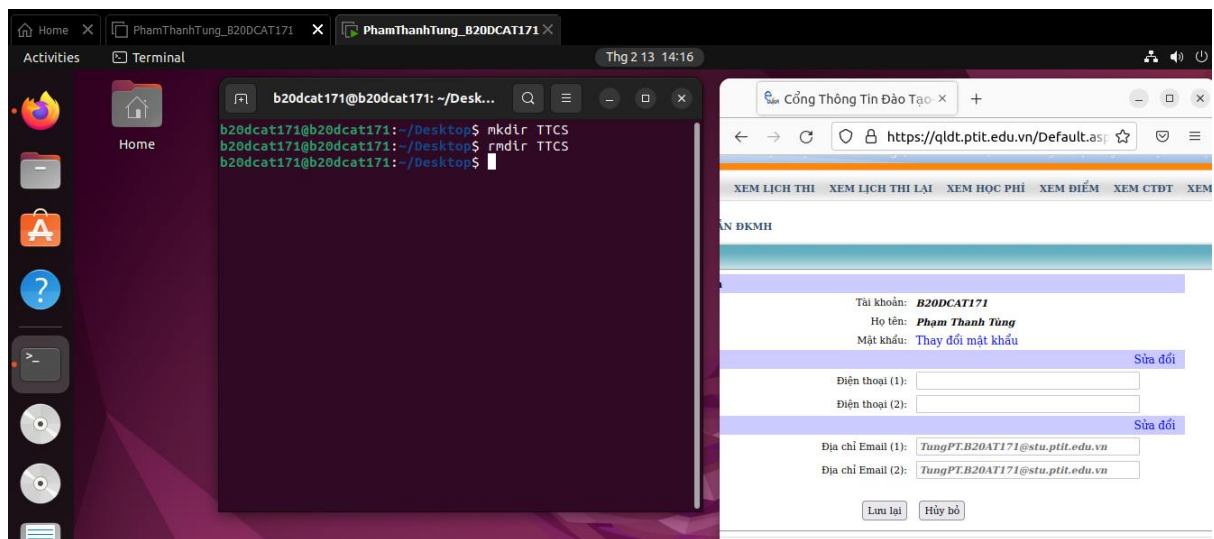 Home
PhamThanhTung_B20DCAT171
PhamThanhTung_B20DCAT171
Activities
Terminal
Thg 2 13 14:16
Home
b20dcat171@b20dcat171: ~/Desk...
b20dcat171@b20dcat171:~/Desktop$ mkdir TTCS
b20dcat171@b20dcat171:~/Desktop$ rmdir TTCS
b20dcat171@b20dcat171:~/Desktop$
Cổng Thông Tin Đào Tạo
https://qldt.ptit.edu.vn/Default.asp
XEM LỊCH THI XEM LỊCH THI LẠI XEM HỌC PHÍ XEM ĐIỂM XEM CTĐT XEM
ĐKMH
Tài khoản: B20DCAT171
Họ tên: Phạm Thanh Tùng
Mật khẩu: Thay đổi mật khẩu
Sửa đổi
Điện thoại (1):
Điện thoại (2):
Sửa đổi
Địa chỉ Email (1): TungPT.B20AT171@stu.ptit.edu.vn
Địa chỉ Email (2): TungPT.B20AT171@stu.ptit.edu.vn
Lưu lại Hủy bỏ